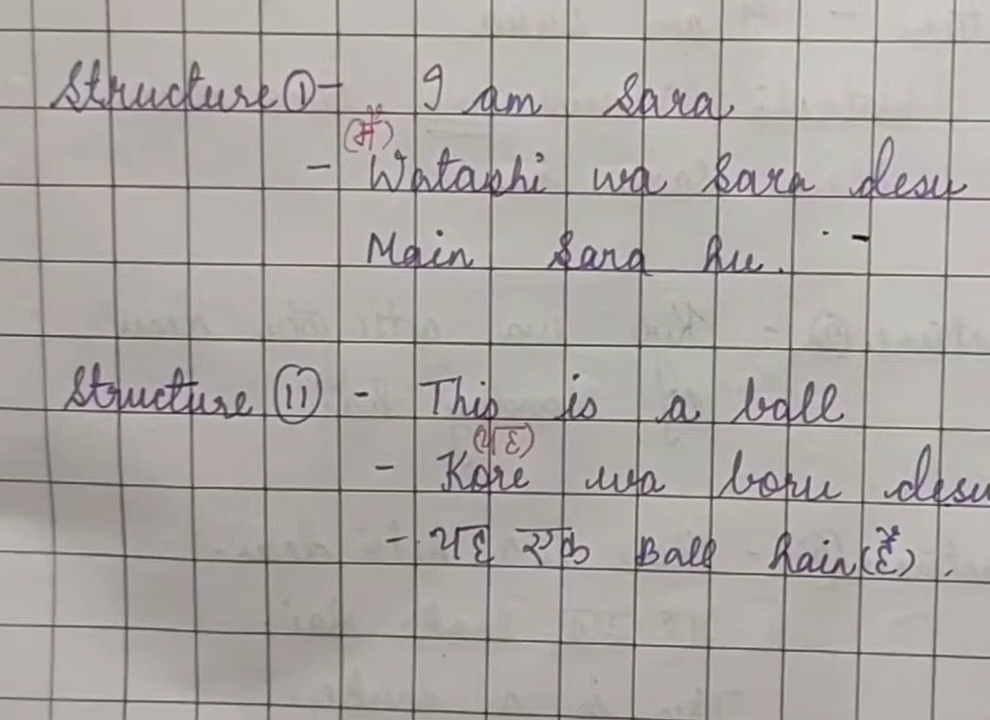 Structure ① - I am Sara
(मैं)
- Watashi wa Sara desu
Main Sara hu.
Structure ⑪ - This is a ball
(यह)
- Kore wa boru desu
- यह एक Ball hain (है).